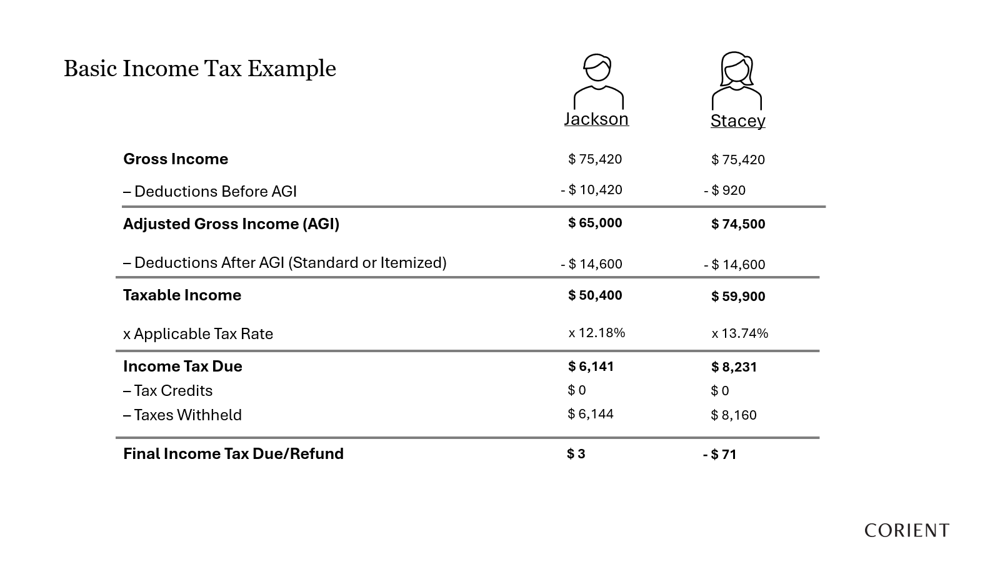 Basic Income Tax Example
Jackson Stacey
Gross Income $ 75,420 $ 75,420
– Deductions Before AGI - $ 10,420 - $ 920
Adjusted Gross Income (AGI) $ 65,000 $ 74,500
– Deductions After AGI (Standard or Itemized) - $ 14,600 - $ 14,600
Taxable Income $ 50,400 $ 59,900
x Applicable Tax Rate x 12.18% x 13.74%
Income Tax Due $ 6,141 $ 8,231
– Tax Credits $ 0 $ 0
– Taxes Withheld $ 6,144 $ 8,160
Final Income Tax Due/Refund $ 3 - $ 71
CORIENT